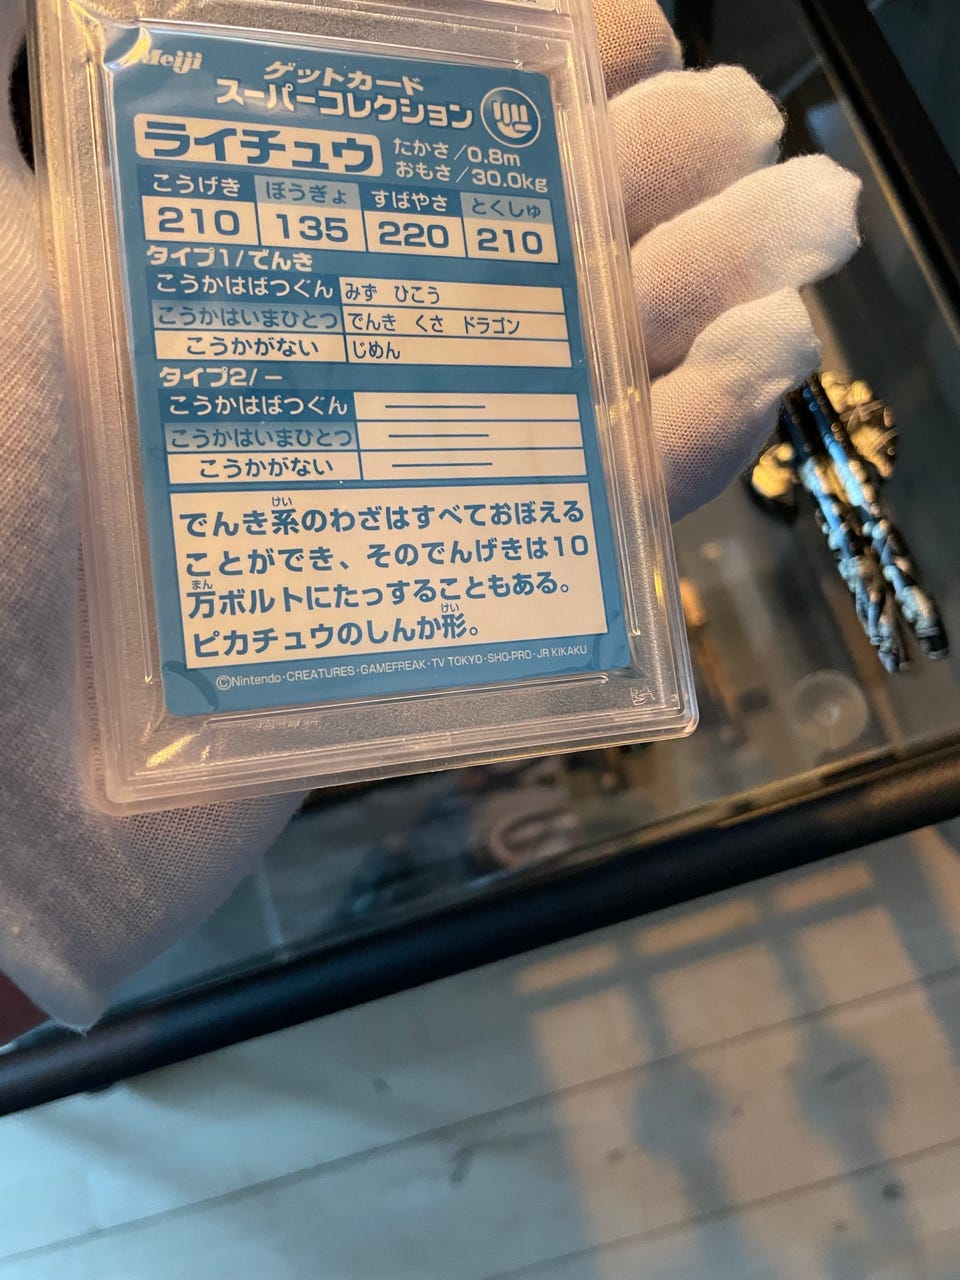 Meiji
ゲットカード
スーパーコレクション
ライチュウ
たかさ/0.8m
おもさ/30.0kg
こうげき ぼうぎょ すばやさ とくしゅ
210 135 220 210
タイプ1/でんき
こうかはばつぐん みず ひこう
こうかはいまひとつ でんき くさ ドラゴン
こうかがない じめん
タイプ2/ー
こうかはばつぐん ―
こうかはいまひとつ ―
こうかがない ―
でんき系のわざはすべておぼえる
ことができ、そのでんげきは10
万ボルトにたっすることもある。
ピカチュウのしんか形。
©Nintendo・CREATURES・GAMEFREAK・TV TOKYO・SHO-PRO・JR KIKAKU